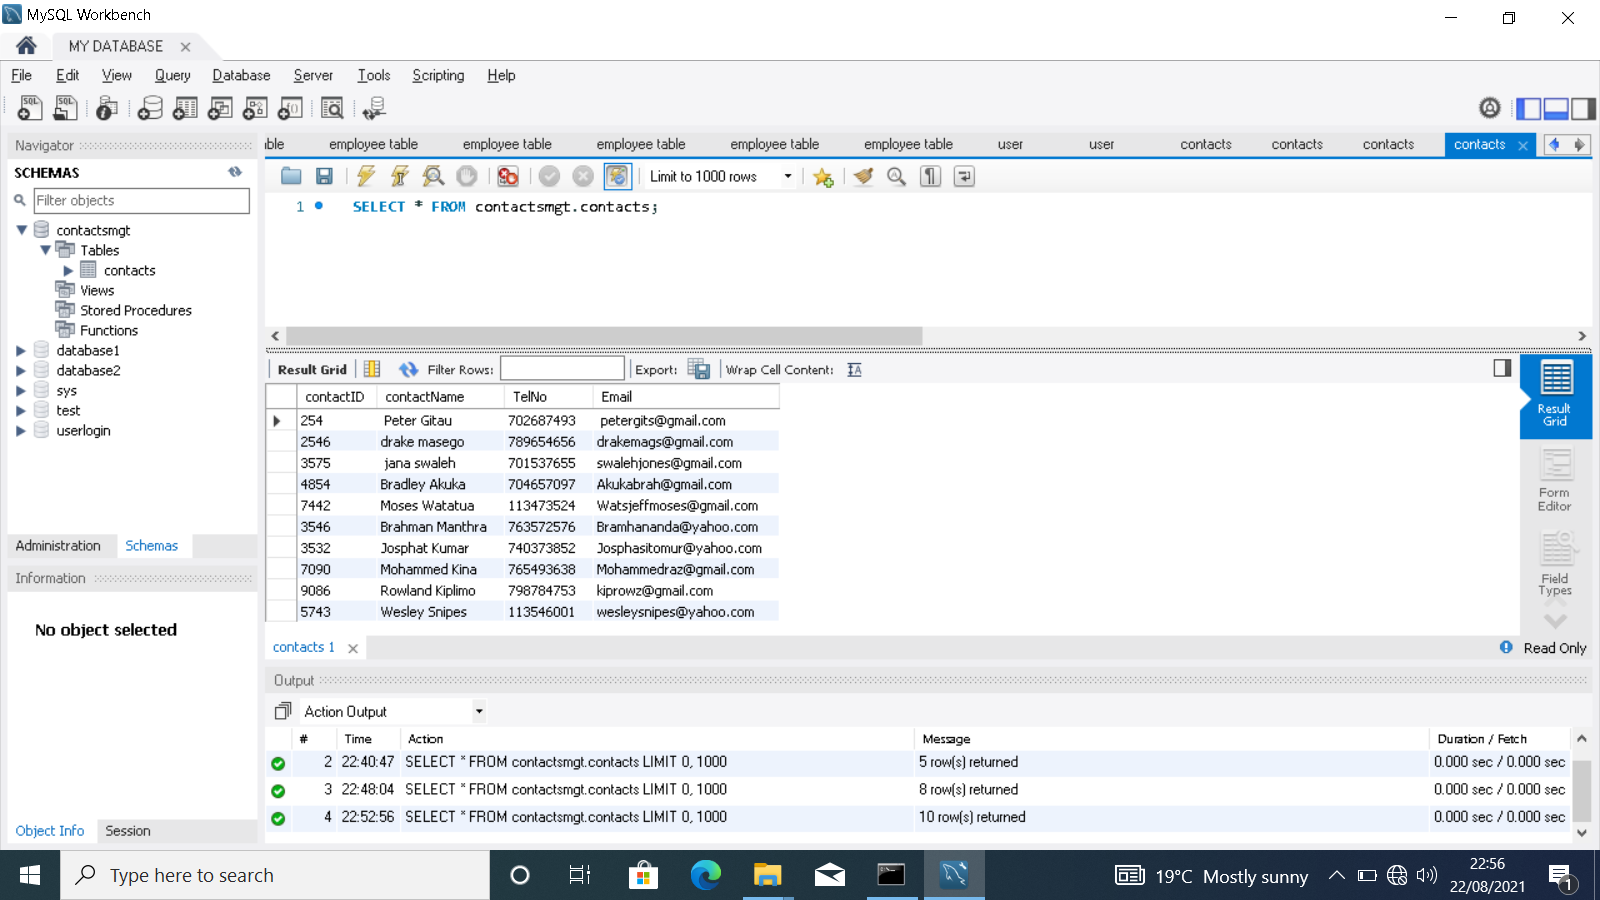 MySQL Workbench
MY DATABASE
File Edit View Query Database Server Tools Scripting Help
Navigator
SCHEMAS
Filter objects
contactsmgt
Tables
contacts
Views
Stored Procedures
Functions
database1
database2
sys
test
userlogin
Administration Schemas
Information
No object selected
Object Info Session
ble employee table employee table employee table employee table employee table user user contacts contacts contacts contacts
Limit to 1000 rows
1 SELECT * FROM contactsmgt.contacts;
Result Grid Filter Rows: Export: Wrap Cell Content:
contactID contactName TelNo Email
254 Peter Gitau 702687493 petergits@gmail.com
2546 drake masego 789654656 drakemags@gmail.com
3575 jana swaleh 701537655 swalehjones@gmail.com
4854 Bradley Akuka 704657097 Akukabrah@gmail.com
7442 Moses Watatua 113473524 Watsjeffmoses@gmail.com
3546 Brahman Manthra 763572576 Bramhananda@yahoo.com
3532 Josphat Kumar 740373852 Josphasitomur@yahoo.com
7090 Mohammed Kina 765493638 Mohammedraz@gmail.com
9086 Rowland Kiplimo 798784753 kiprowz@gmail.com
5743 Wesley Snipes 113546001 wesleysnipes@yahoo.com
Result Grid
Form Editor
Field Types
contacts 1
Read Only
Output
Action Output
# Time Action Message Duration / Fetch
2 22:40:47 SELECT * FROM contactsmgt.contacts LIMIT 0, 1000 5 row(s) returned 0.000 sec / 0.000 sec
3 22:48:04 SELECT * FROM contactsmgt.contacts LIMIT 0, 1000 8 row(s) returned 0.000 sec / 0.000 sec
4 22:52:56 SELECT * FROM contactsmgt.contacts LIMIT 0, 1000 10 row(s) returned 0.000 sec / 0.000 sec
Type here to search
19°C Mostly sunny
22:56
22/08/2021
1